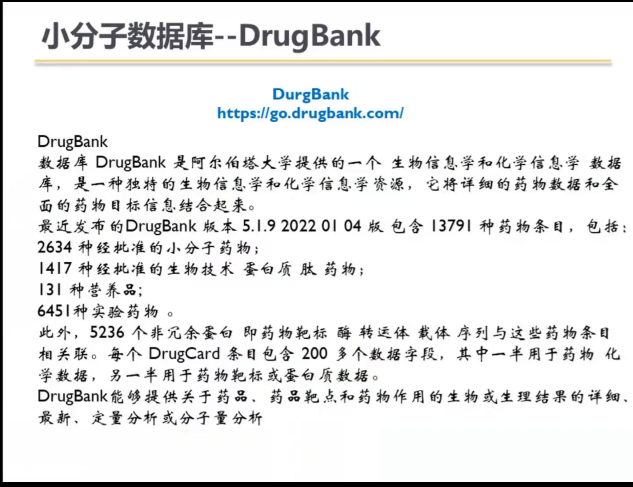 小分子数据库--DrugBank
DurgBank
https://go.drugbank.com/
DrugBank
数据库 DrugBank 是阿尔伯塔大学提供的一个 生物信息学和化学信息学 数据
库，是一种独特的生物信息学和化学信息学资源，它将详细的药物数据和全
面的药物目标信息结合起来。
最近发布的DrugBank 版本 5.1.9 2022 01 04 版 包含 13791 种药物条目，包括：
2634 种经批准的小分子药物；
1417 种经批准的生物技术 蛋白质 肽 药物；
131 种营养品；
6451种实验药物 。
此外，5236 个非冗余蛋白 即药物靶标 酶 转运体 载体 序列与这些药物条目
相关联。每个 DrugCard 条目包含 200 多个数据字段，其中一半用于药物 化
学数据，另一半用于药物靶标或蛋白质数据。
DrugBank能够提供关于药品、药品靶点和药物作用的生物或生理结果的详细、
最新、定量分析或分子量分析